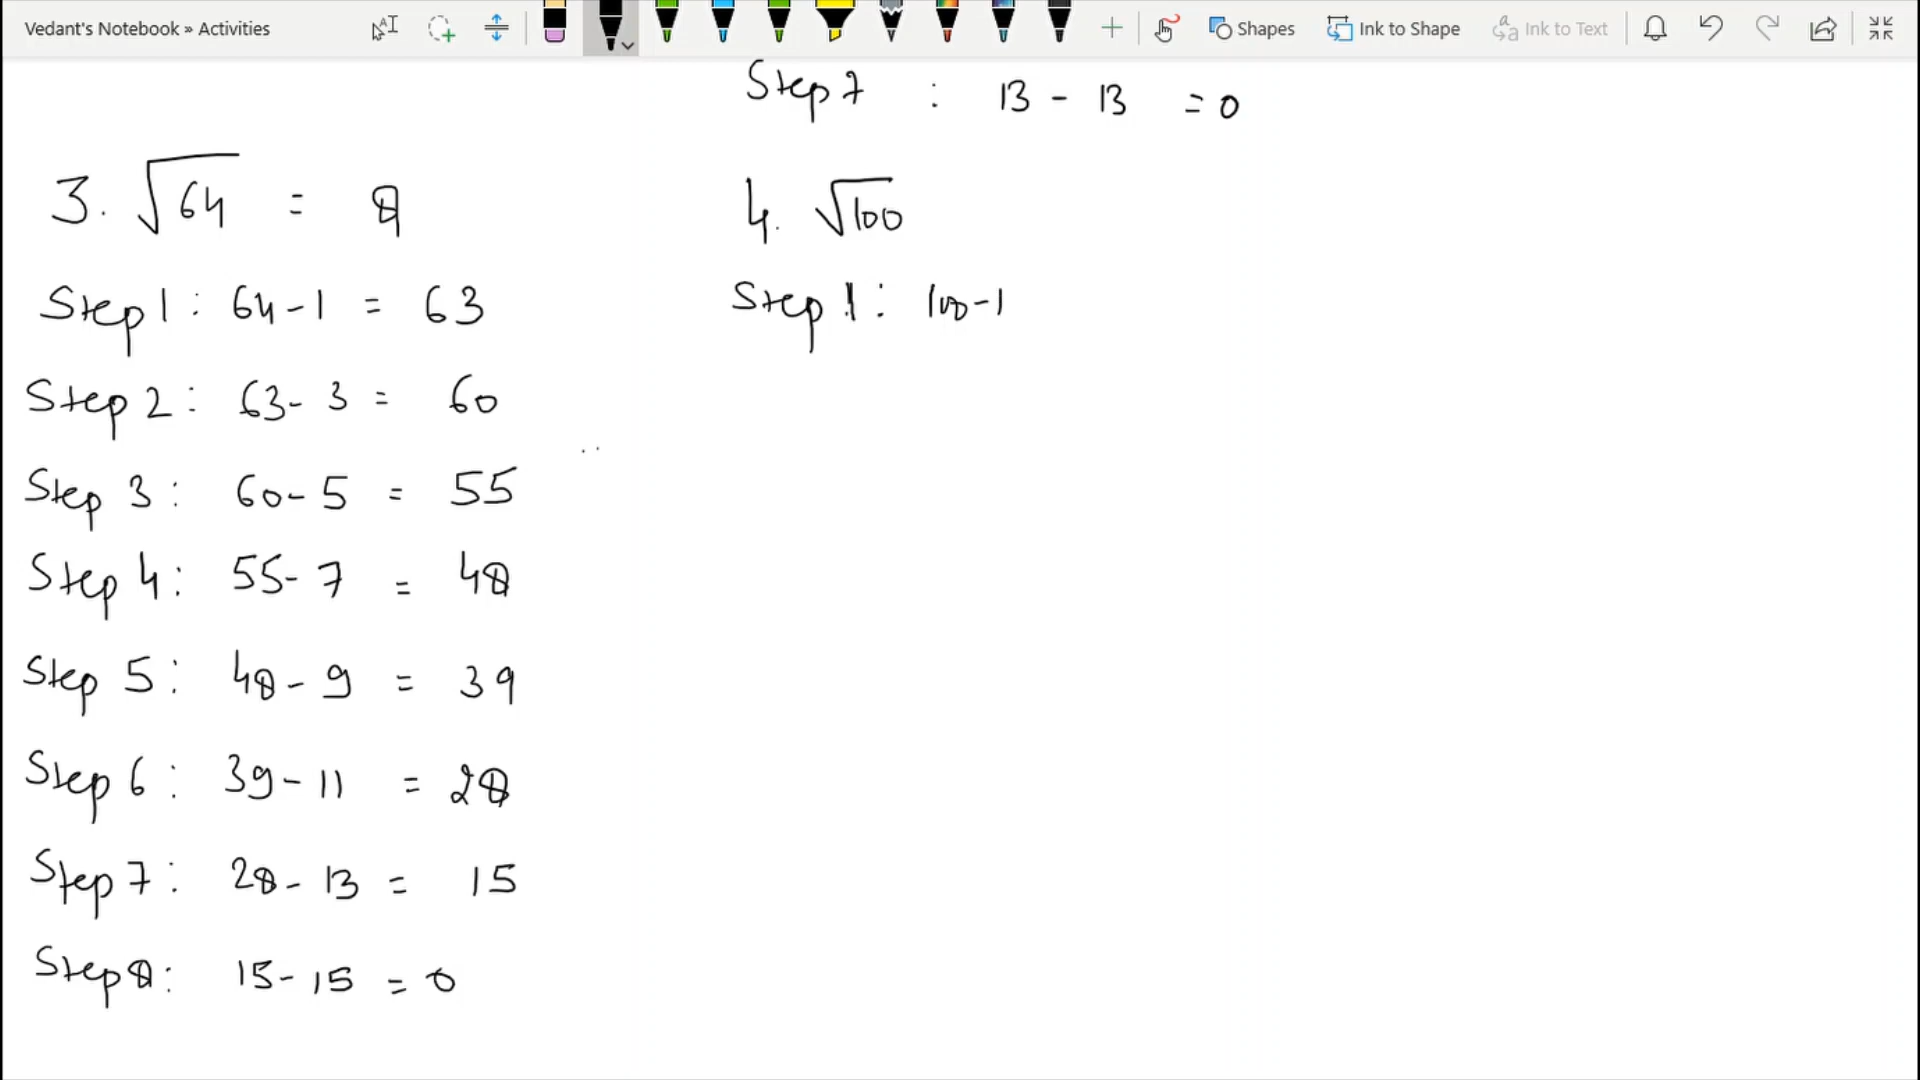 Vedant's Notebook » Activities
Shapes
Ink to Shape
Ink to Text
3. √64 = 8
Step 1 : 64 - 1 = 63
Step 2 : 63 - 3 = 60
Step 3 : 60 - 5 = 55
Step 4 : 55 - 7 = 48
Step 5 : 48 - 9 = 39
Step 6 : 39 - 11 = 28
Step 7 : 28 - 13 = 15
Step 8 : 15 - 15 = 0
Step 7 : 13 - 13 = 0
4. √100
Step 1 : 100 - 1